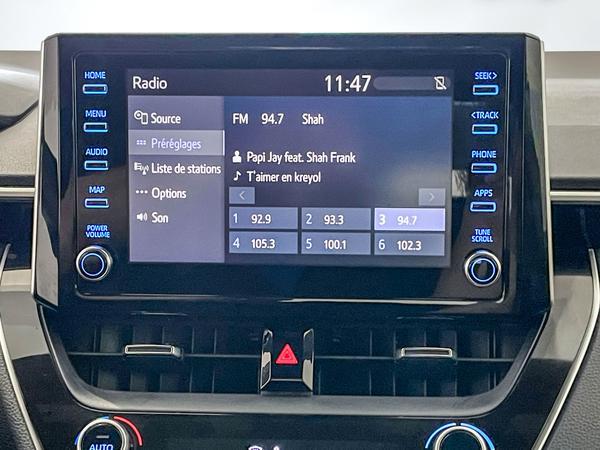 Radio
11:47
HOME
MENU
AUDIO
MAP
POWER
VOLUME
Source
Préréglages
Liste de stations
Options
Son
FM 94.7 Shah
Papi Jay feat. Shah Frank
T'aimer en kreyol
1 92.9
2 93.3
3 94.7
4 105.3
5 100.1
6 102.3
SEEK>
<TRACK
PHONE
APPS
TUNE
SCROLL
AUTO